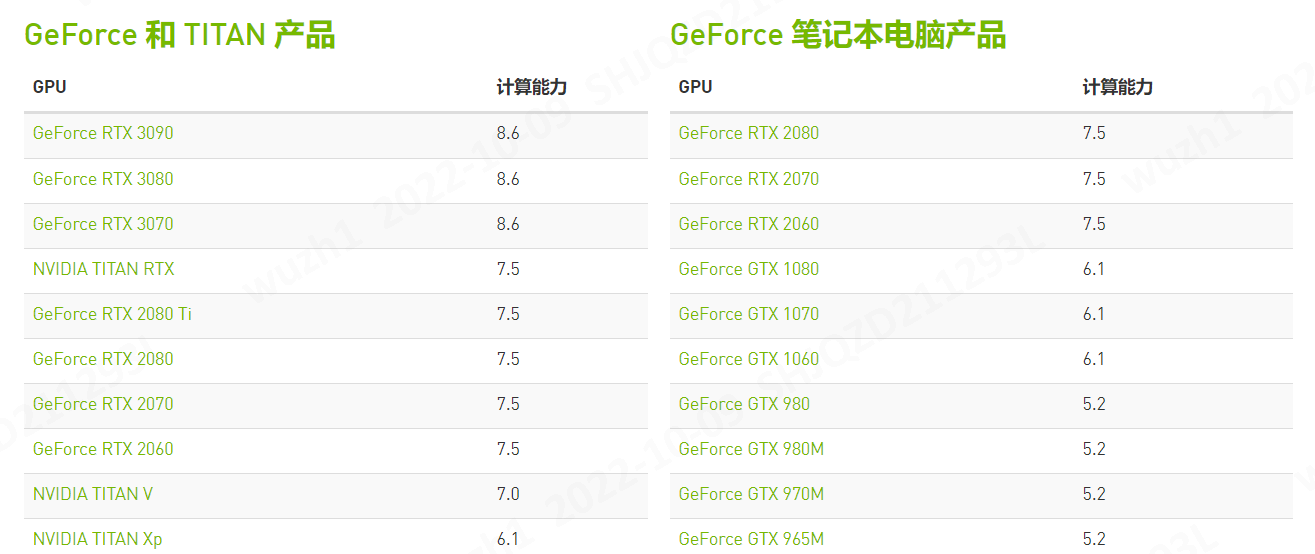 GeForce 和 TITAN 产品
GPU 计算能力
GeForce RTX 3090 8.6
GeForce RTX 3080 8.6
GeForce RTX 3070 8.6
NVIDIA TITAN RTX 7.5
GeForce RTX 2080 Ti 7.5
GeForce RTX 2080 7.5
GeForce RTX 2070 7.5
GeForce RTX 2060 7.5
NVIDIA TITAN V 7.0
NVIDIA TITAN Xp 6.1
GeForce 笔记本电脑产品
GPU 计算能力
GeForce RTX 2080 7.5
GeForce RTX 2070 7.5
GeForce RTX 2060 7.5
GeForce GTX 1080 6.1
GeForce GTX 1070 6.1
GeForce GTX 1060 6.1
GeForce GTX 980 5.2
GeForce GTX 980M 5.2
GeForce GTX 970M 5.2
GeForce GTX 965M 5.2
wuzh1 2022-10-09 SHJQZD211293L